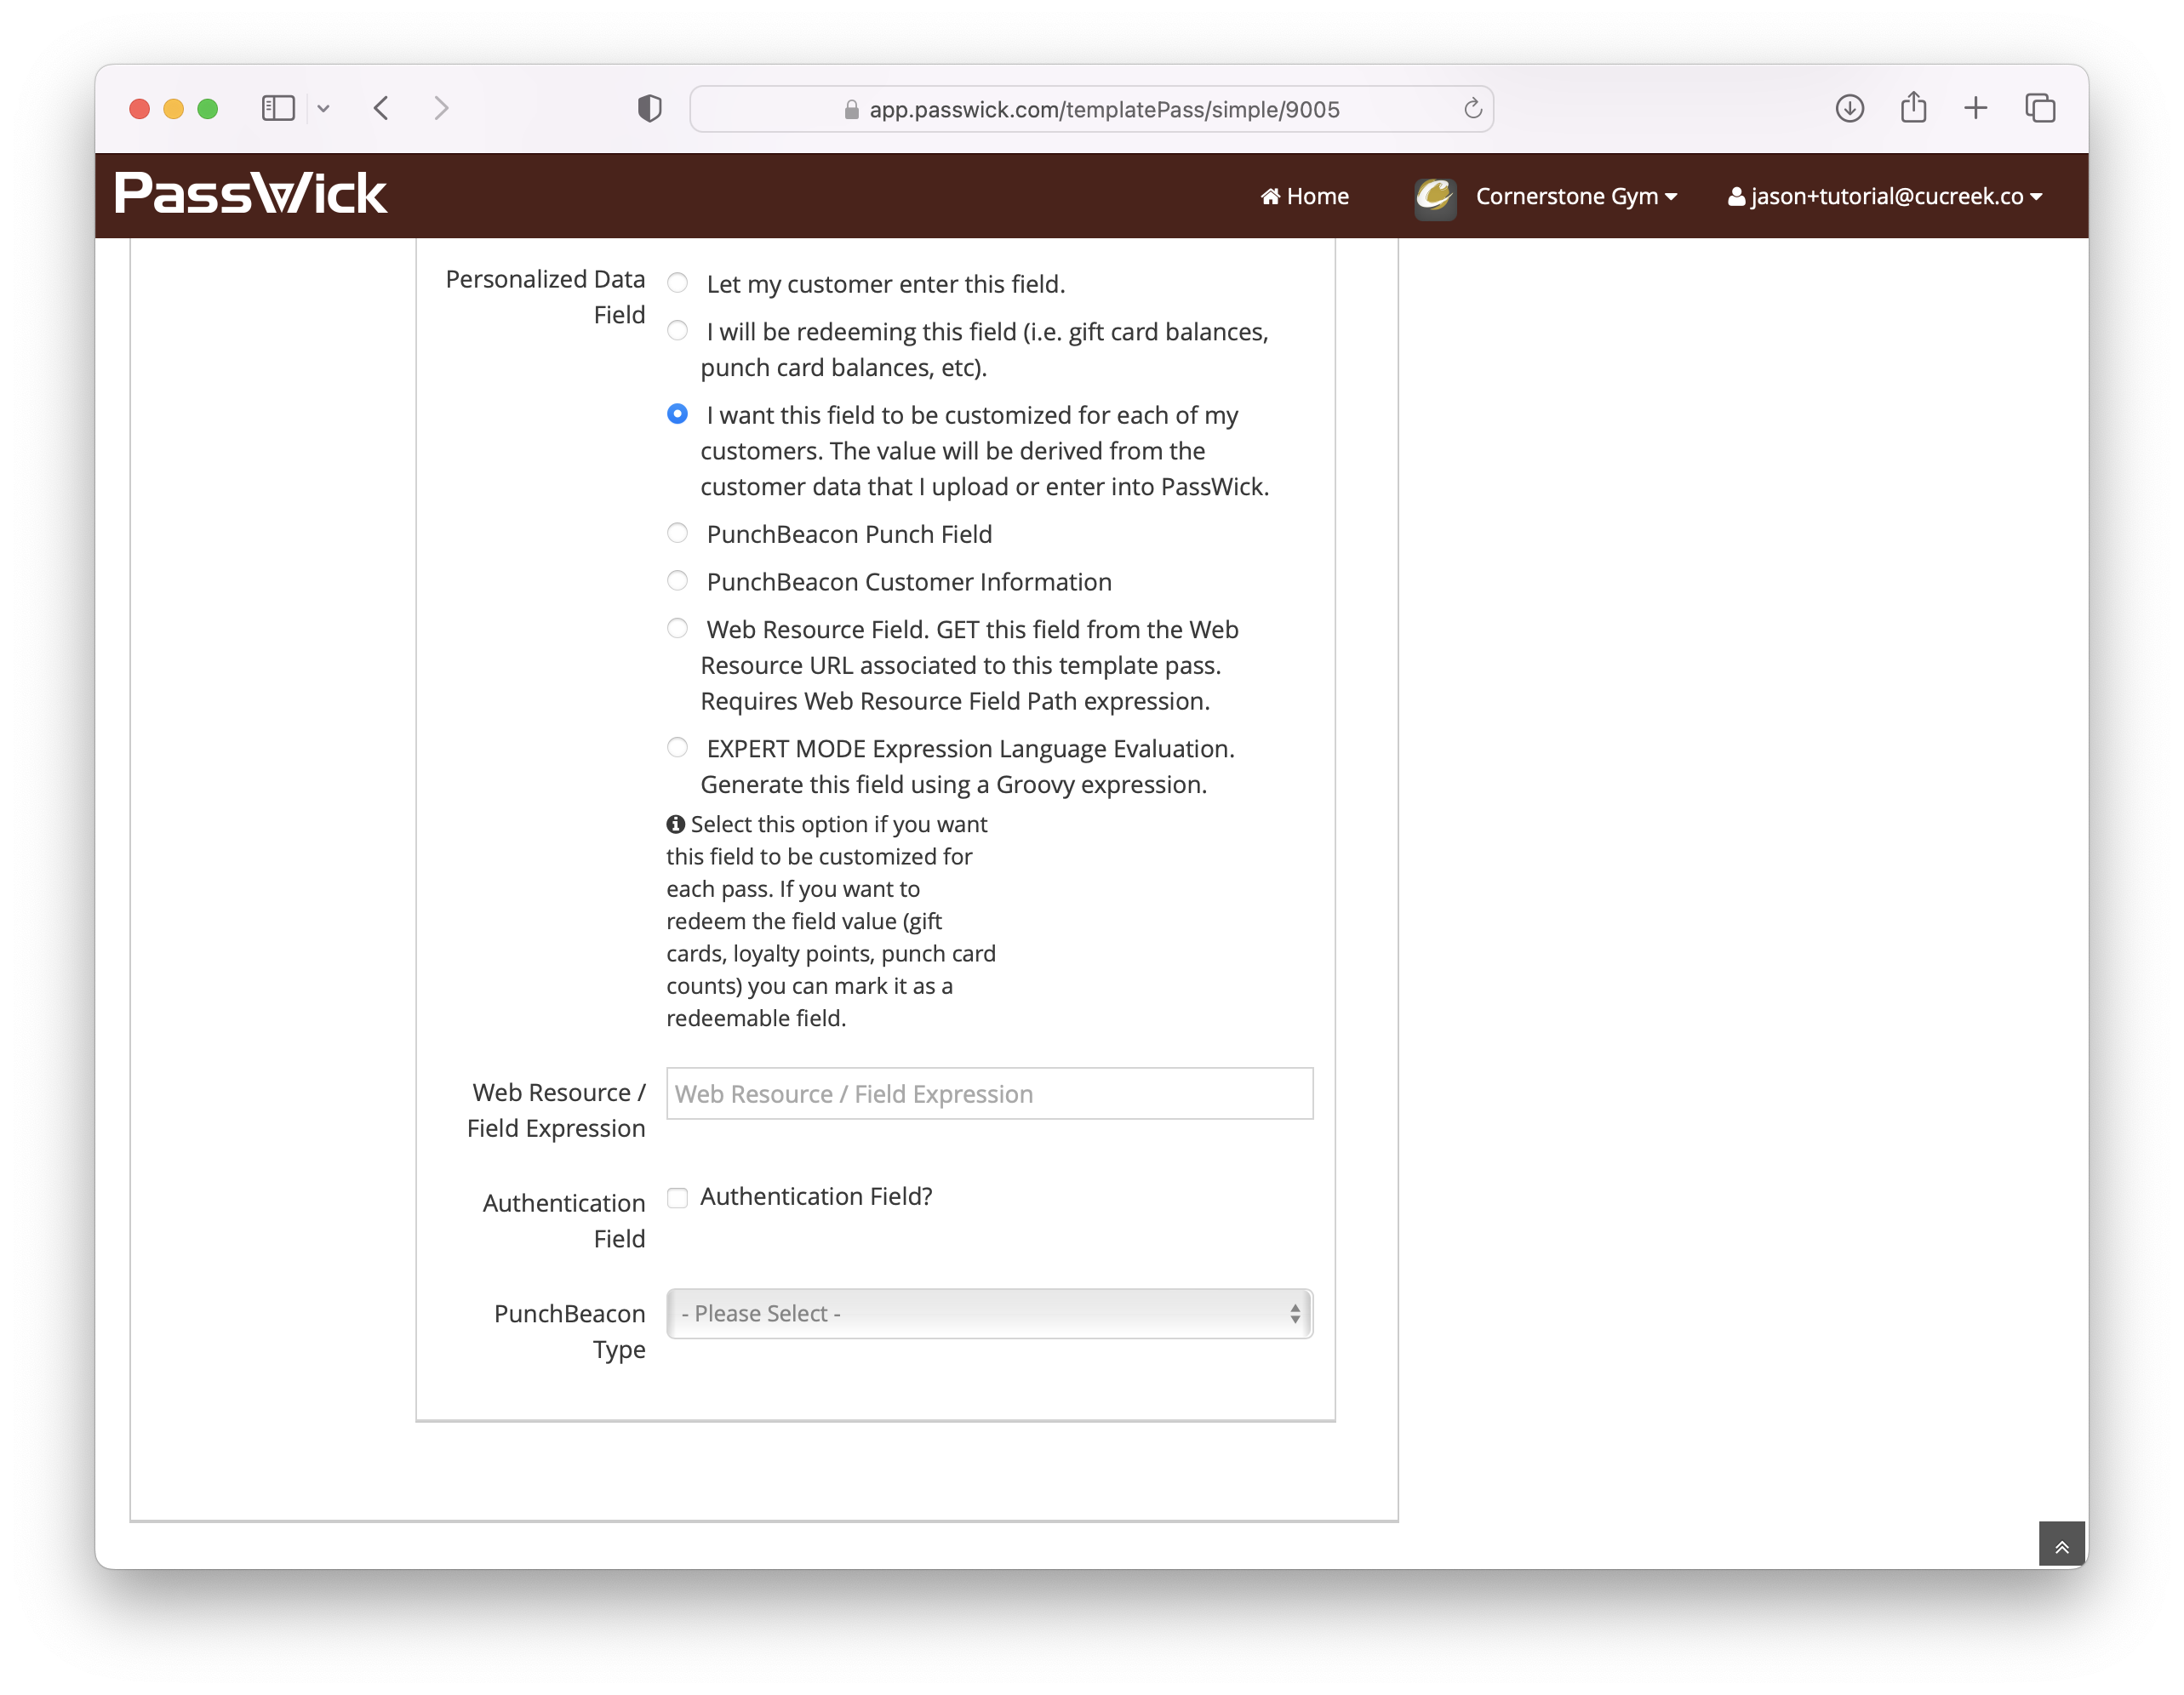 app.passwick.com/templatePass/simple/9005
PassWick
Home
Cornerstone Gym
jason+tutorial@cucreek.co
Personalized Data
Field
Let my customer enter this field.
I will be redeeming this field (i.e. gift card balances,
punch card balances, etc).
I want this field to be customized for each of my
customers. The value will be derived from the
customer data that I upload or enter into PassWick.
PunchBeacon Punch Field
PunchBeacon Customer Information
Web Resource Field. GET this field from the Web
Resource URL associated to this template pass.
Requires Web Resource Field Path expression.
EXPERT MODE Expression Language Evaluation.
Generate this field using a Groovy expression.
Select this option if you want
this field to be customized for
each pass. If you want to
redeem the field value (gift
cards, loyalty points, punch card
counts) you can mark it as a
redeemable field.
Web Resource /
Field Expression
Web Resource / Field Expression
Authentication
Field
Authentication Field?
PunchBeacon
Type
- Please Select -